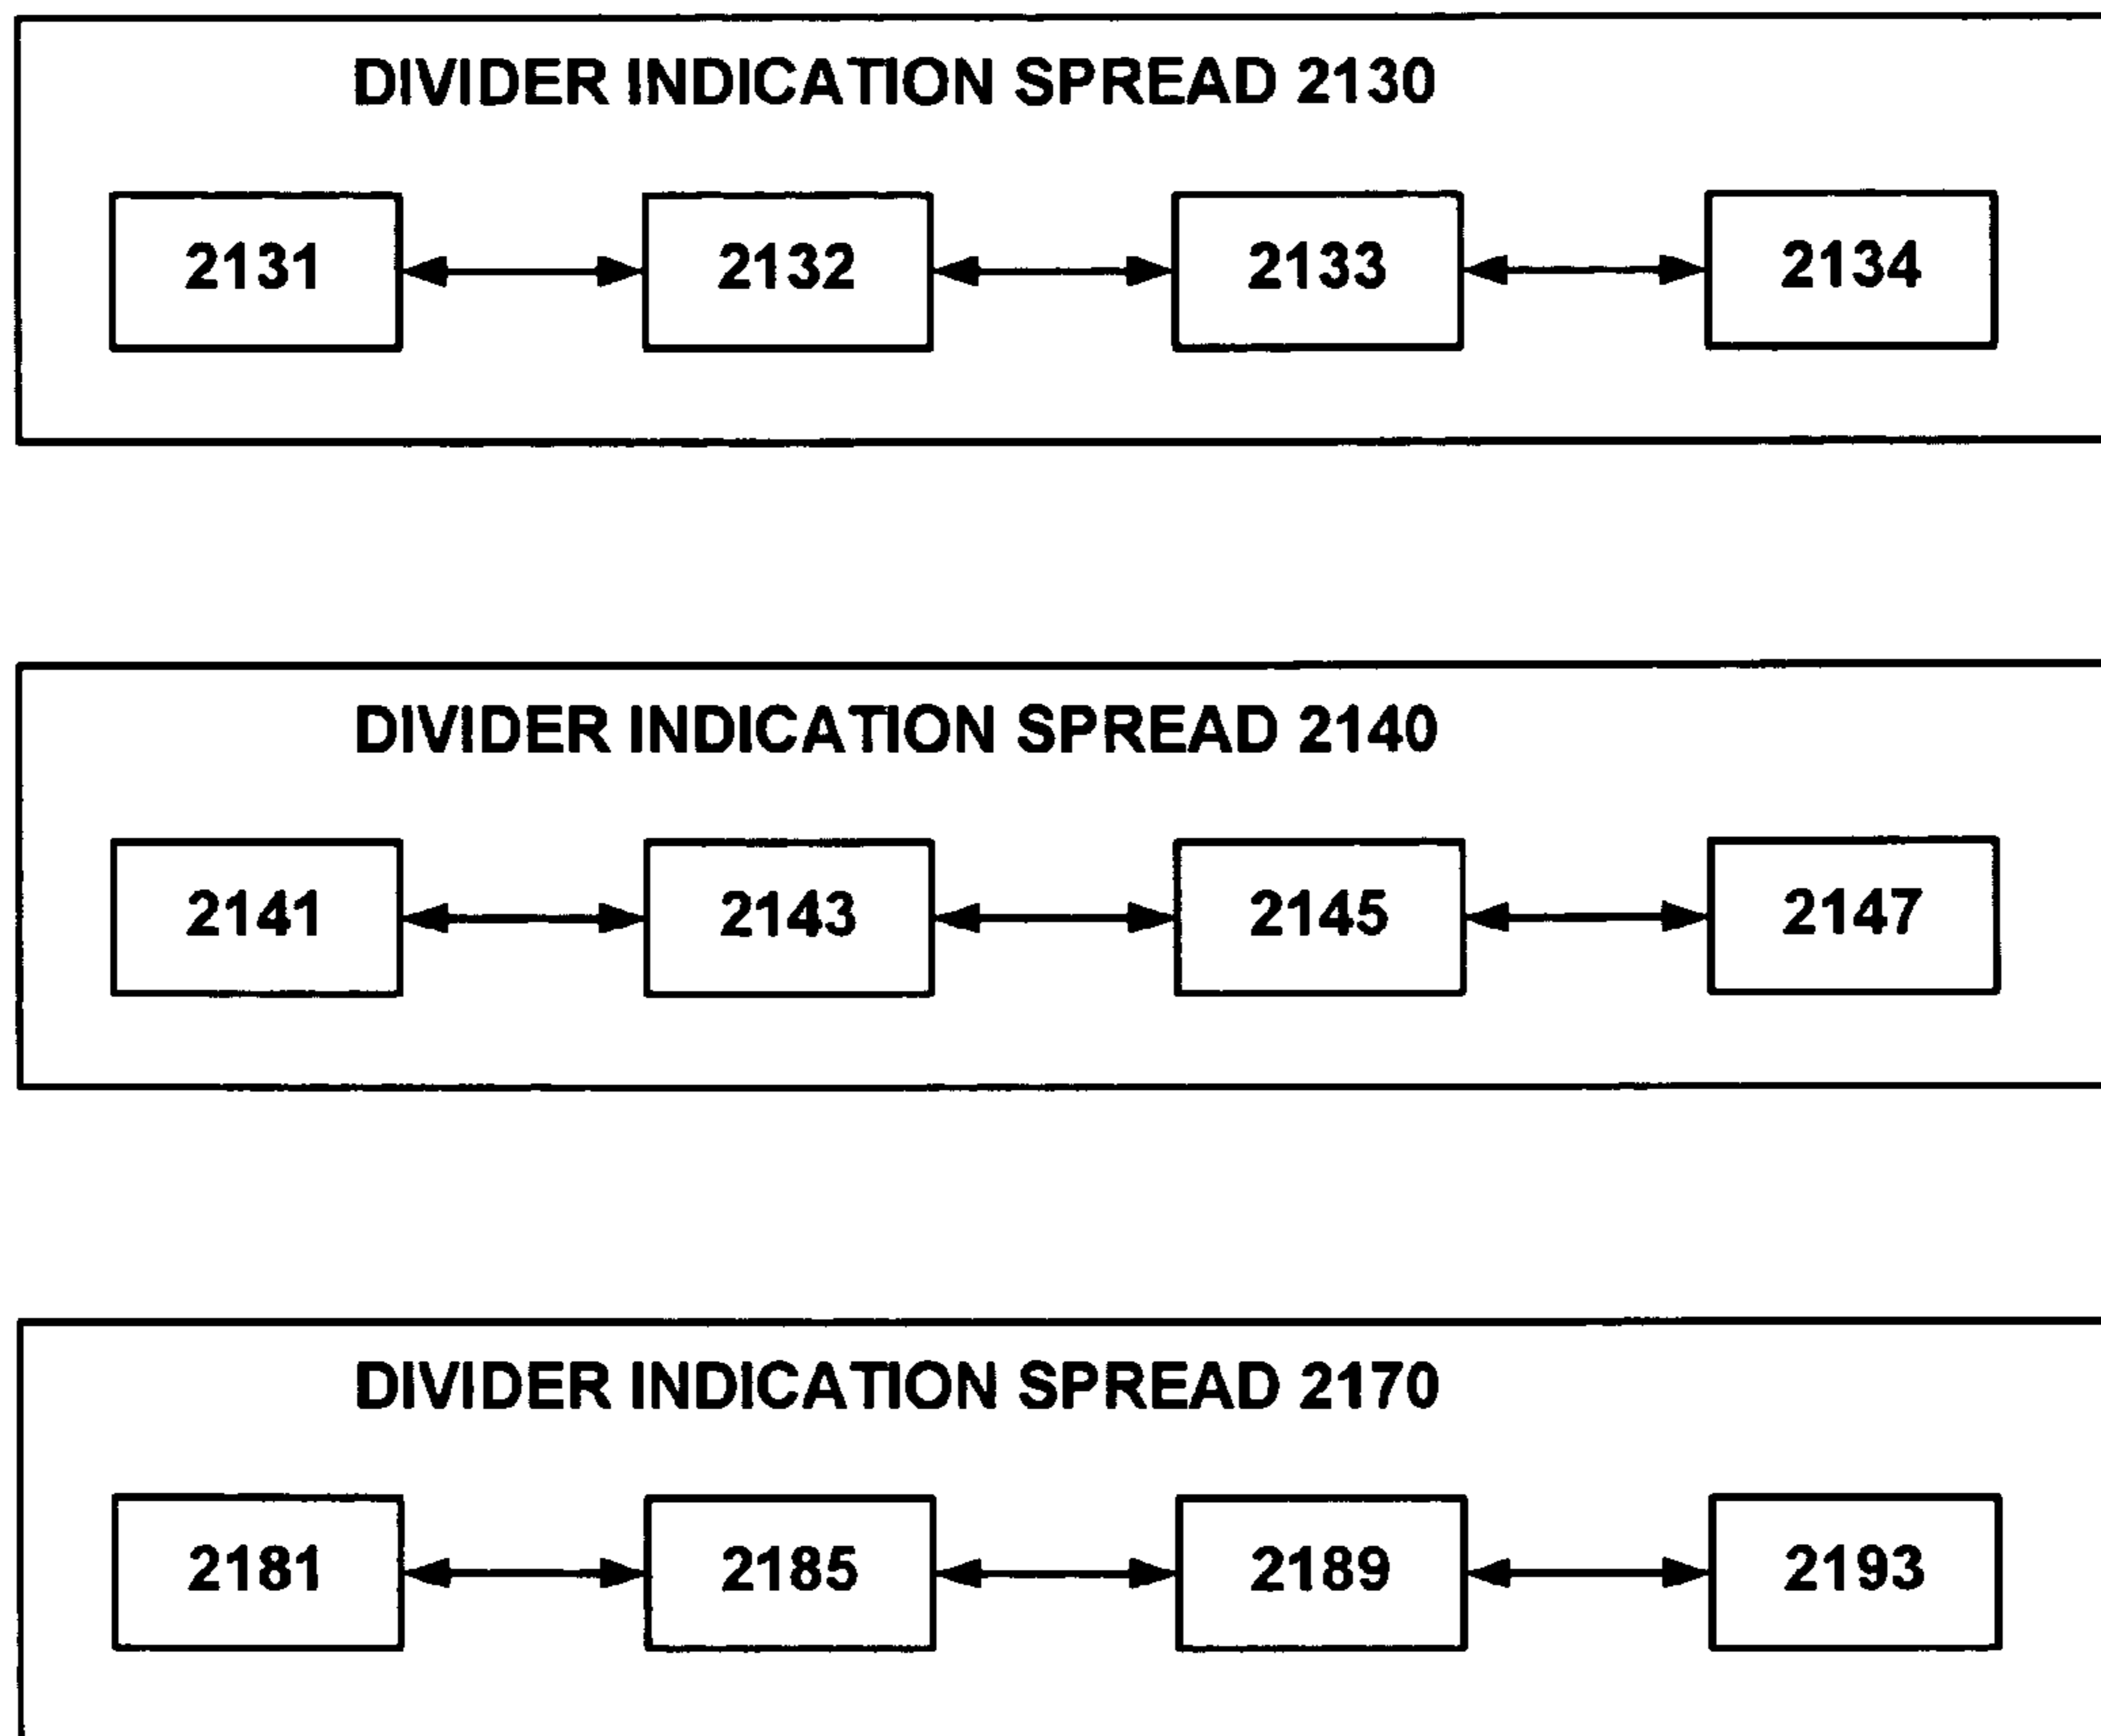 DIVIDER INDICATION SPREAD 2130
2131 2132 2133 2134
DIVIDER INDICATION SPREAD 2140
2141 2143 2145 2147
DIVIDER INDICATION SPREAD 2170
2181 2185 2189 2193